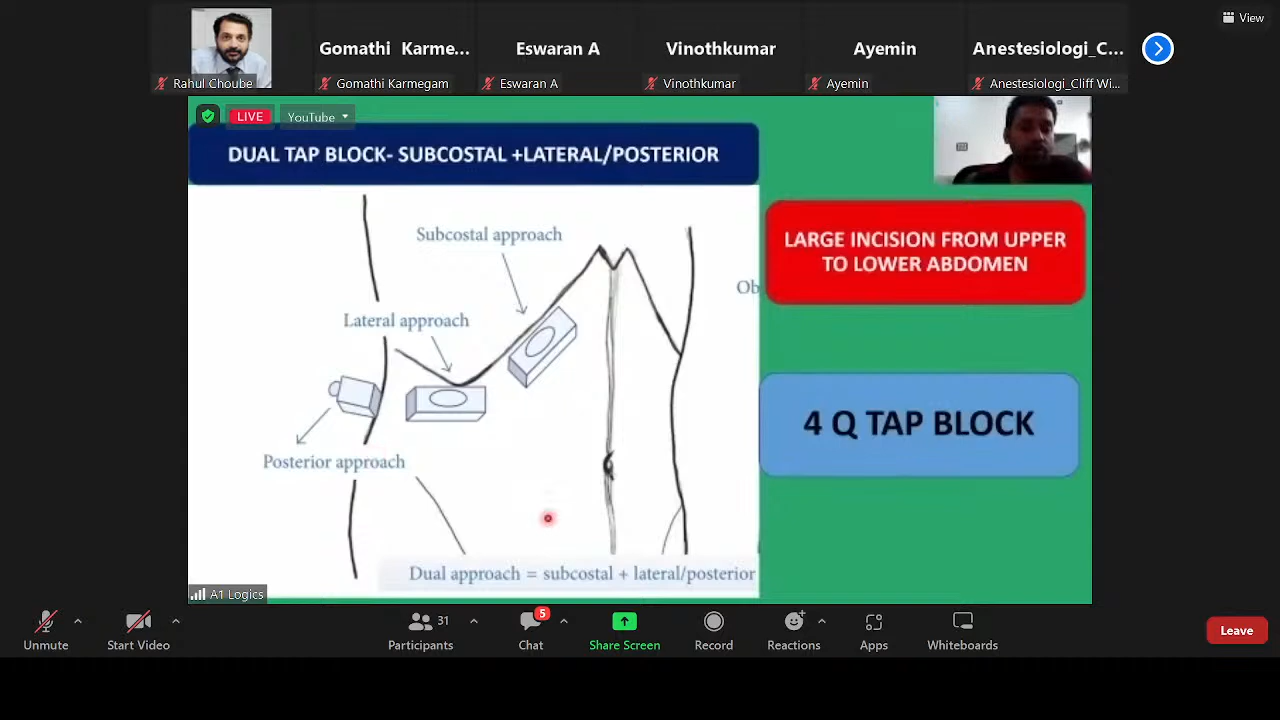 View
Gomathi Karme...
Eswaran A
Vinothkumar
Ayemin
Anestesiologi_C...
Rahul Choube
Gomathi Karmegam
Eswaran A
Vinothkumar
Ayemin
Anestesiologi_Cliff Wi...
LIVE
YouTube
DUAL TAP BLOCK- SUBCOSTAL +LATERAL/POSTERIOR
Subcostal approach
Lateral approach
Posterior approach
Ob
Dual approach = subcostal + lateral/posterior
LARGE INCISION FROM UPPER
TO LOWER ABDOMEN
4 Q TAP BLOCK
A1 Logics
Unmute
Start Video
31
Participants
5
Chat
Share Screen
Record
Reactions
Apps
Whiteboards
Leave